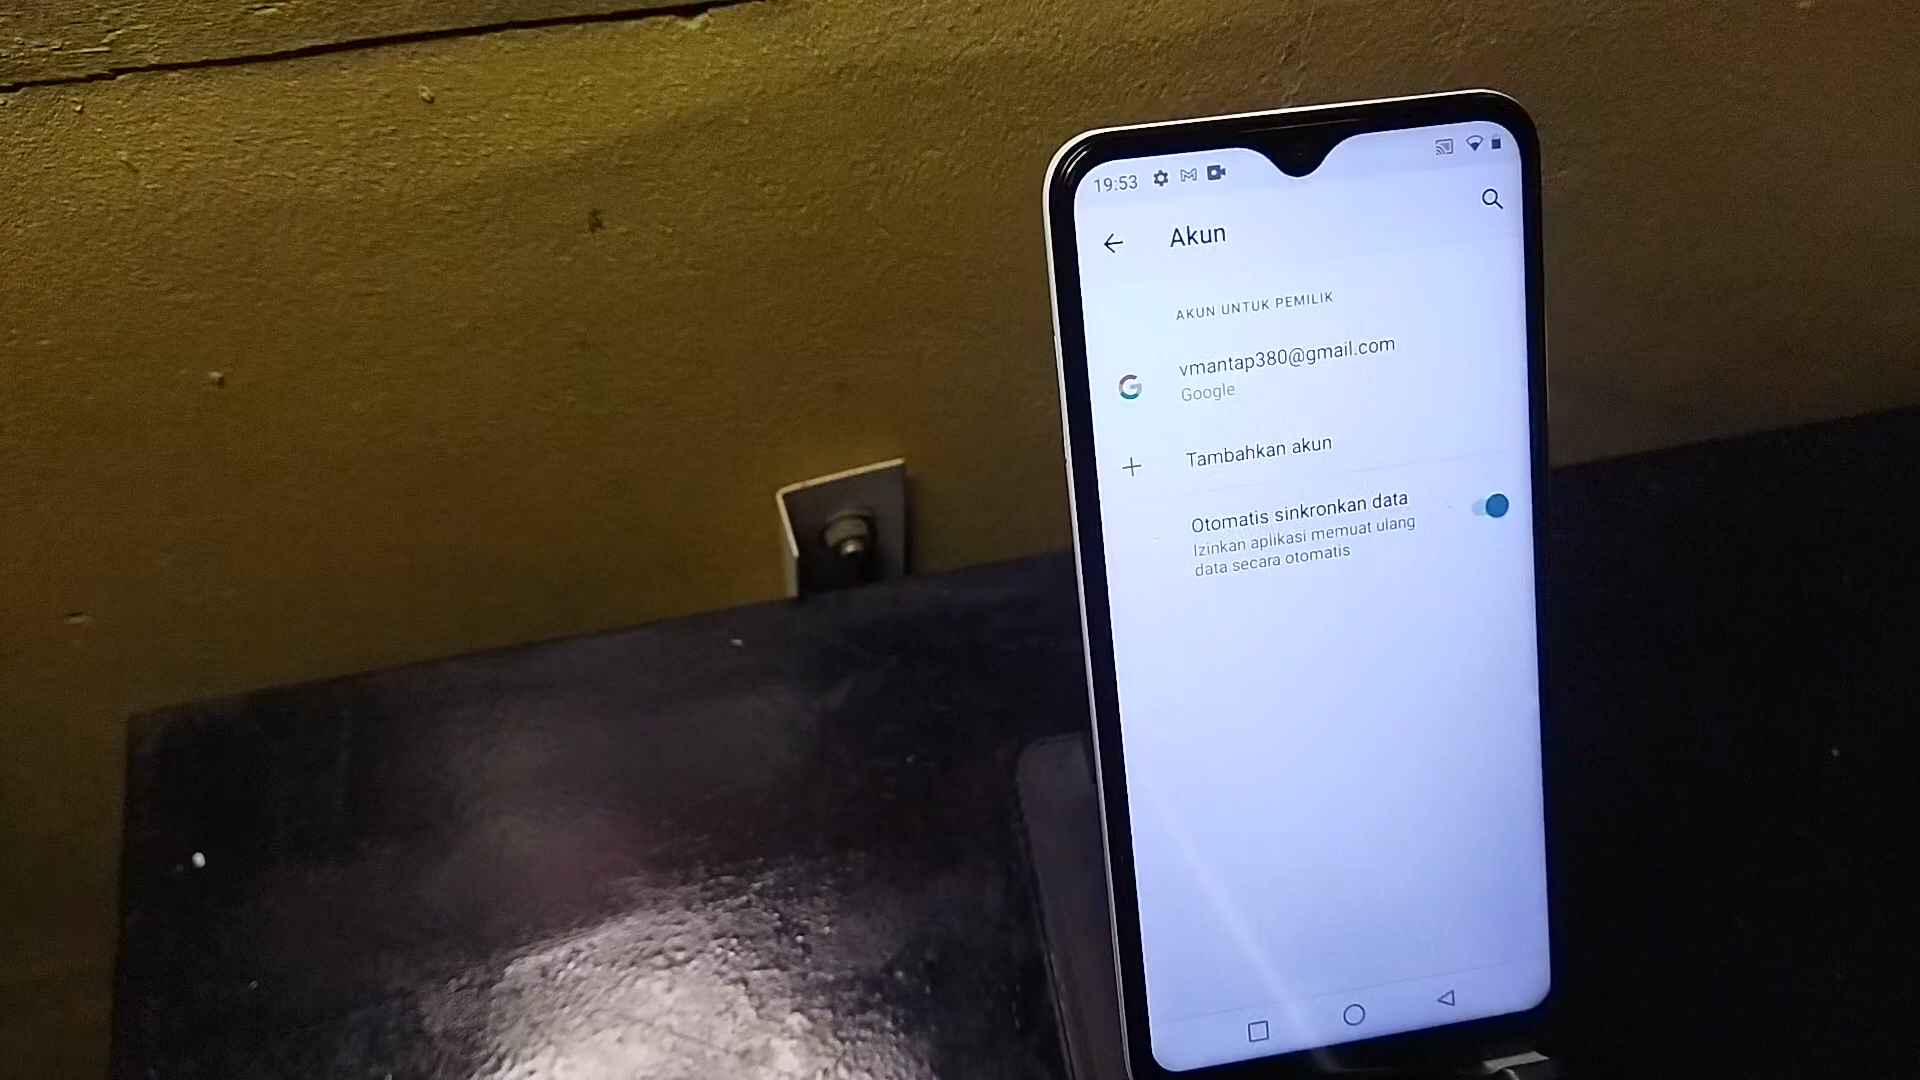 19:53
Akun
AKUN UNTUK PEMILIK
vmantap380@gmail.com
Google
Tambahkan akun
Otomatis sinkronkan data
Izinkan aplikasi memuat ulang
data secara otomatis